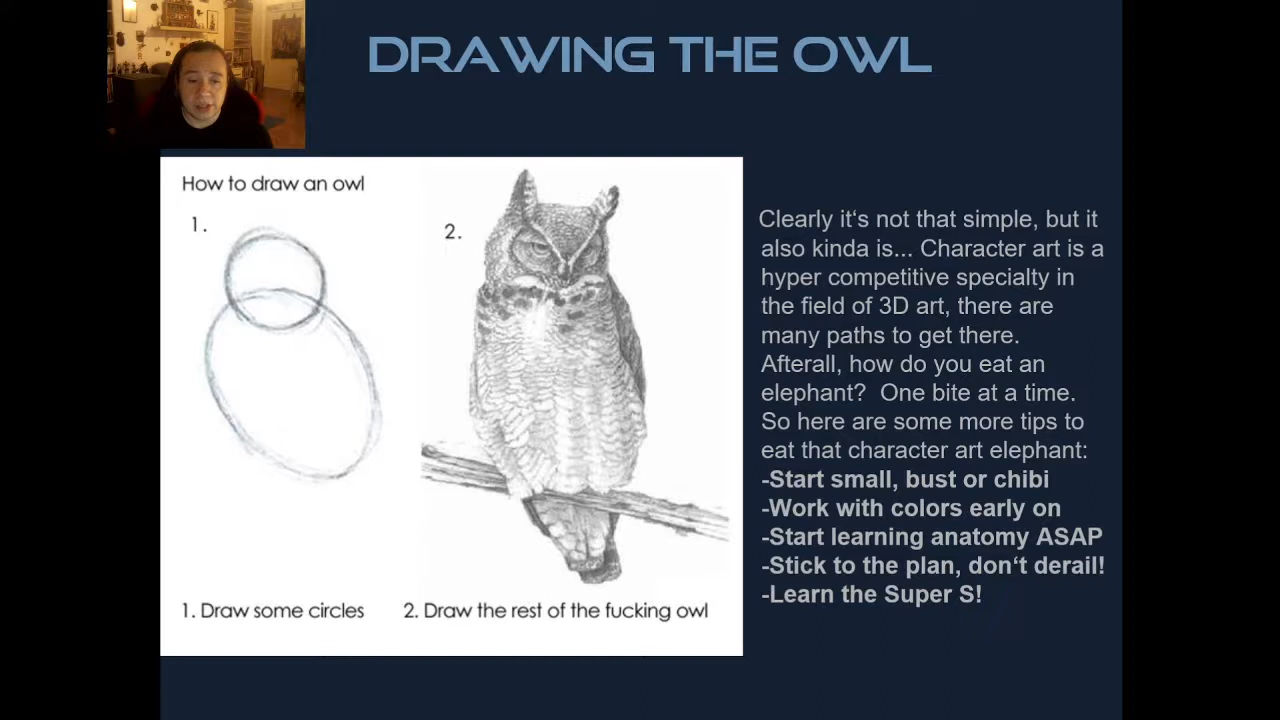 DRAWING THE OWL
How to draw an owl
1.
2.
1. Draw some circles
2. Draw the rest of the fucking owl
Clearly it‘s not that simple, but it
also kinda is... Character art is a
hyper competitive specialty in
the field of 3D art, there are
many paths to get there.
Afterall, how do you eat an
elephant?  One bite at a time.
So here are some more tips to
eat that character art elephant:
-Start small, bust or chibi
-Work with colors early on
-Start learning anatomy ASAP
-Stick to the plan, don‘t derail!
-Learn the Super S!